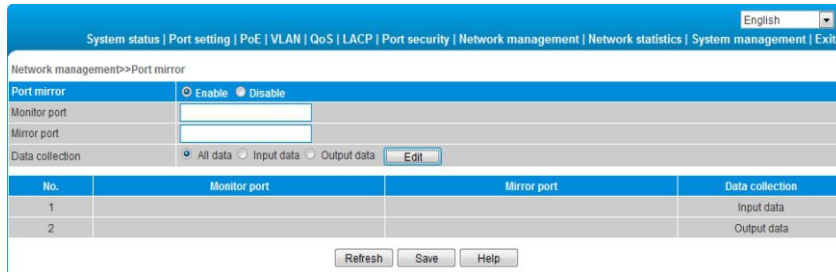 English
System status | Port setting | PoE | VLAN | QoS | LACP | Port security | Network management | Network statistics | System management | Exit
Network management>>Port mirror
Port mirror Enable Disable
Monitor port
Mirror port
Data collection All data Input data Output data Edit
No. Monitor port Mirror port Data collection
1 Input data
2 Output data
Refresh Save Help